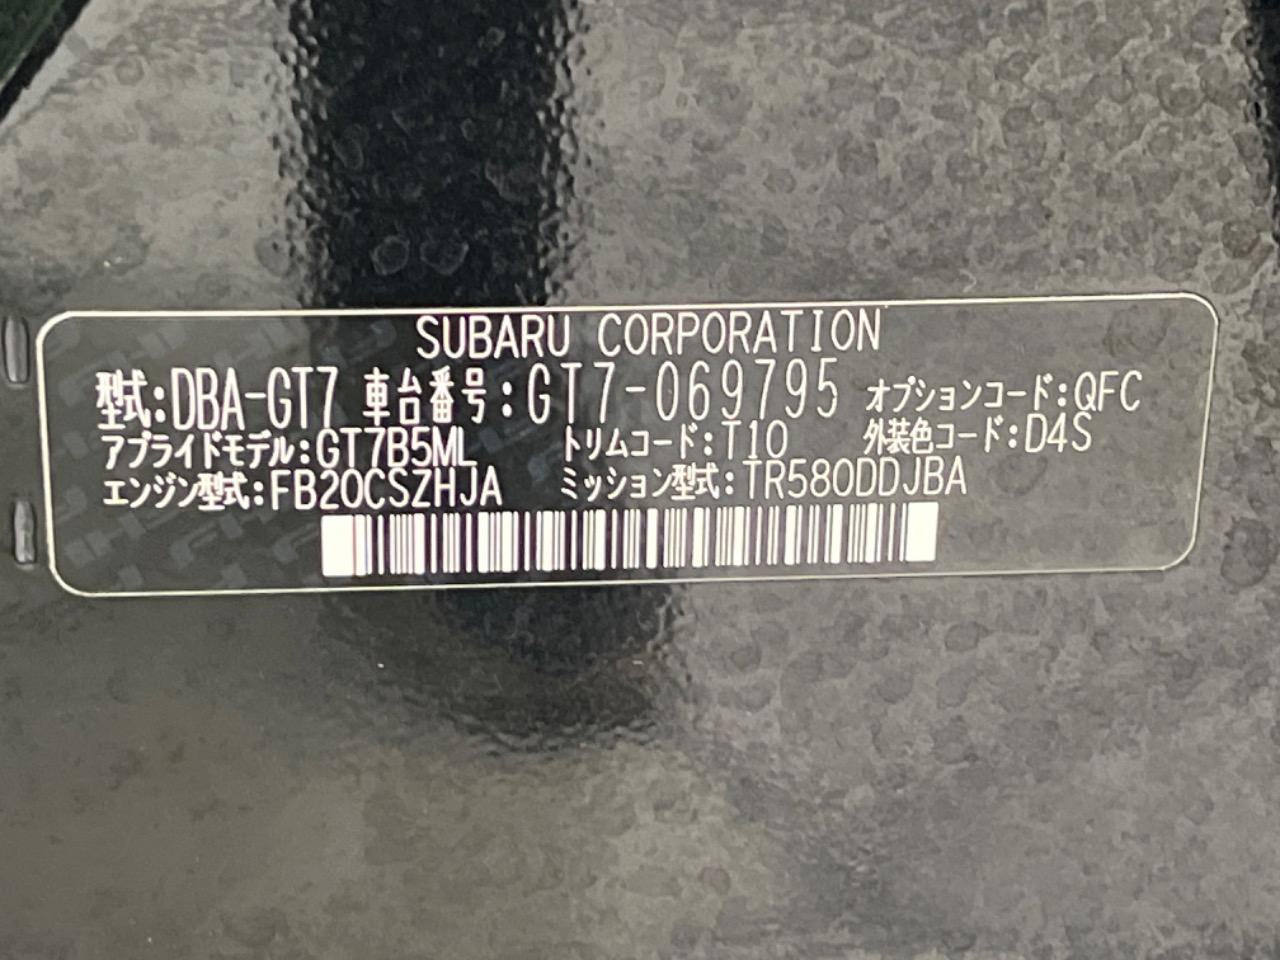 SUBARU CORPORATION
型式:DBA-GT7 車台番号:GT7-069795 オプションコード:QFC
アプライドモデル:GT7B5ML トリムコード:T10 外装色コード:D4S
エンジン型式:FB20CSZHJA ミッション型式:TR580DDJBA